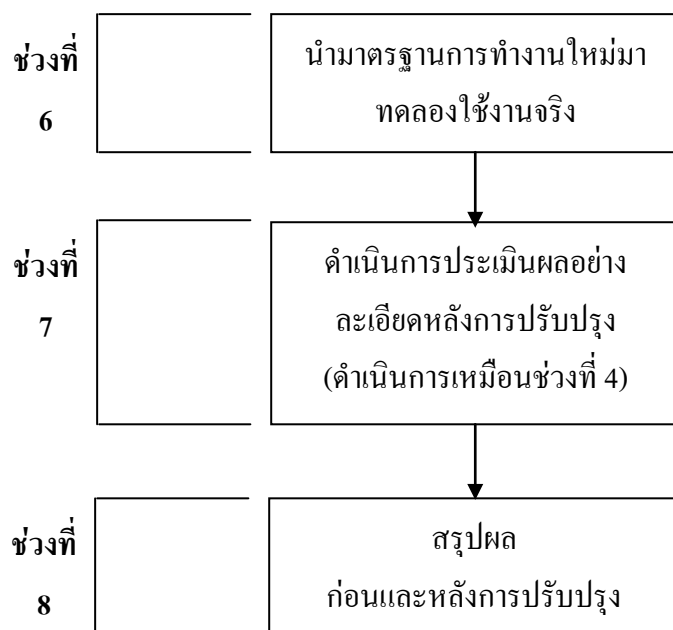 ช่วงที่
6
นำมาตรฐานการทำงานใหม่มา
ทดลองใช้งานจริง
ช่วงที่
7
ดำเนินการประเมินผลอย่าง
ละเอียดหลังการปรับปรุง
(ดำเนินการเหมือนช่วงที่ 4)
ช่วงที่
8
สรุปผล
ก่อนและหลังการปรับปรุง